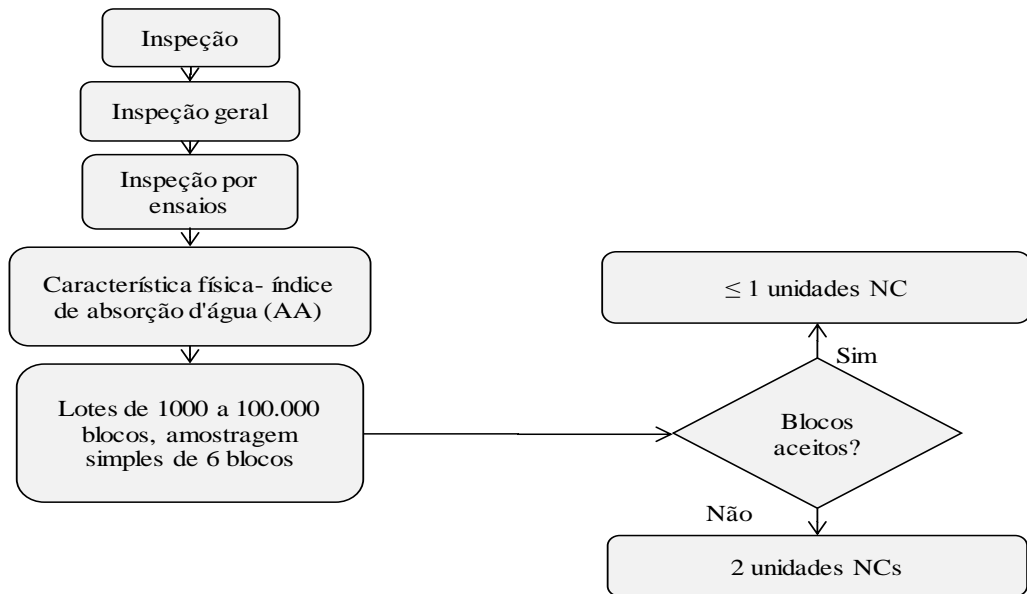 Inspeção
Inspeção geral
Inspeção por
ensaios
Característica física- índice
de absorção d'água (AA)
Lotes de 1000 a 100.000
blocos, amostragem
simples de 6 blocos
≤ 1 unidades NC
Sim
Blocos
aceitos?
Não
2 unidades NCs